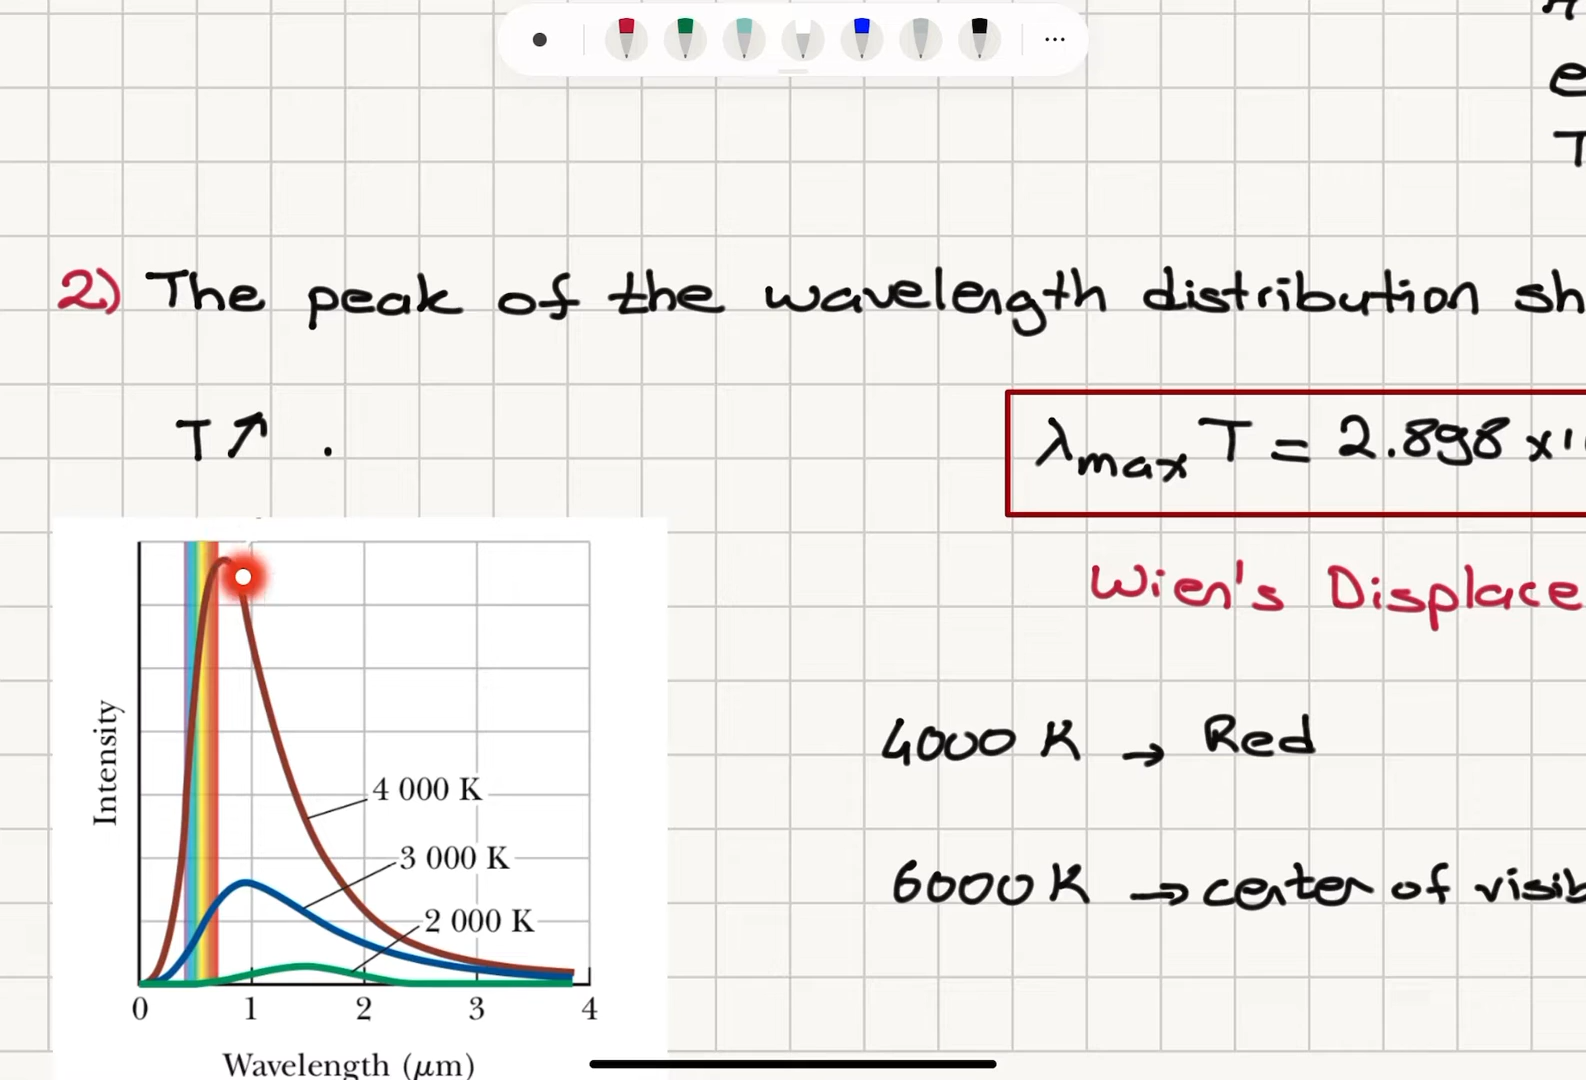 e
T
2) The peak of the wavelength distribution sh
T↗ .
λmax T = 2.898 x1
Wien's Displace
4000 K → Red
6000 K → center of visib
Intensity
4 000 K
3 000 K
2 000 K
0 1 2 3 4
Wavelength (μm)